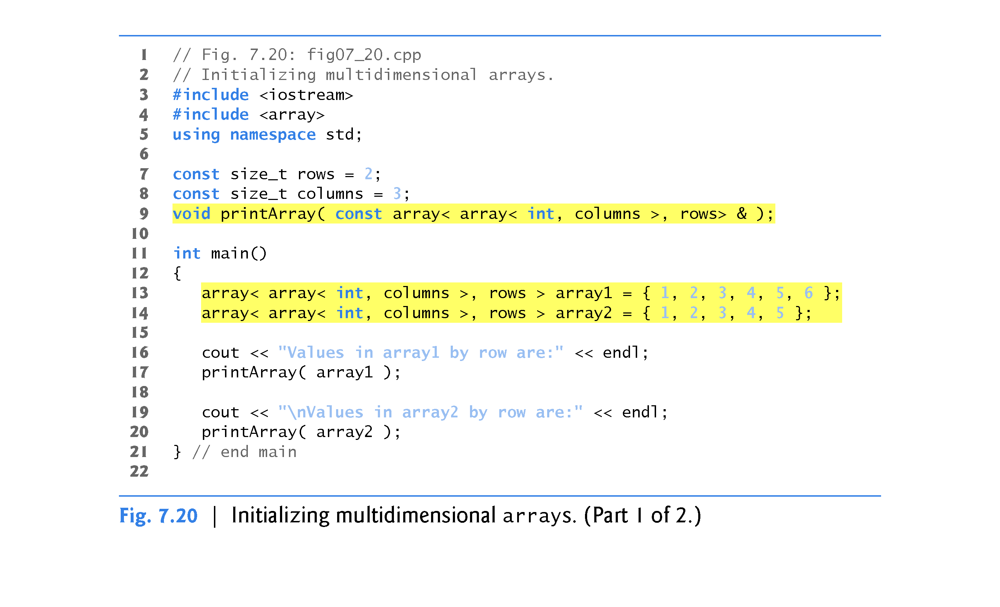 1 // Fig. 7.20: fig07_20.cpp
2 // Initializing multidimensional arrays.
3 #include <iostream>
4 #include <array>
5 using namespace std;
6
7 const size_t rows = 2;
8 const size_t columns = 3;
9 void printArray( const array< array< int, columns >, rows> & );
10
11 int main()
12 {
13    array< array< int, columns >, rows > array1 = { 1, 2, 3, 4, 5, 6 };
14    array< array< int, columns >, rows > array2 = { 1, 2, 3, 4, 5 };
15
16    cout << "Values in array1 by row are:" << endl;
17    printArray( array1 );
18
19    cout << "\nValues in array2 by row are:" << endl;
20    printArray( array2 );
21 } // end main
22
Fig. 7.20 | Initializing multidimensional arrays. (Part 1 of 2.)